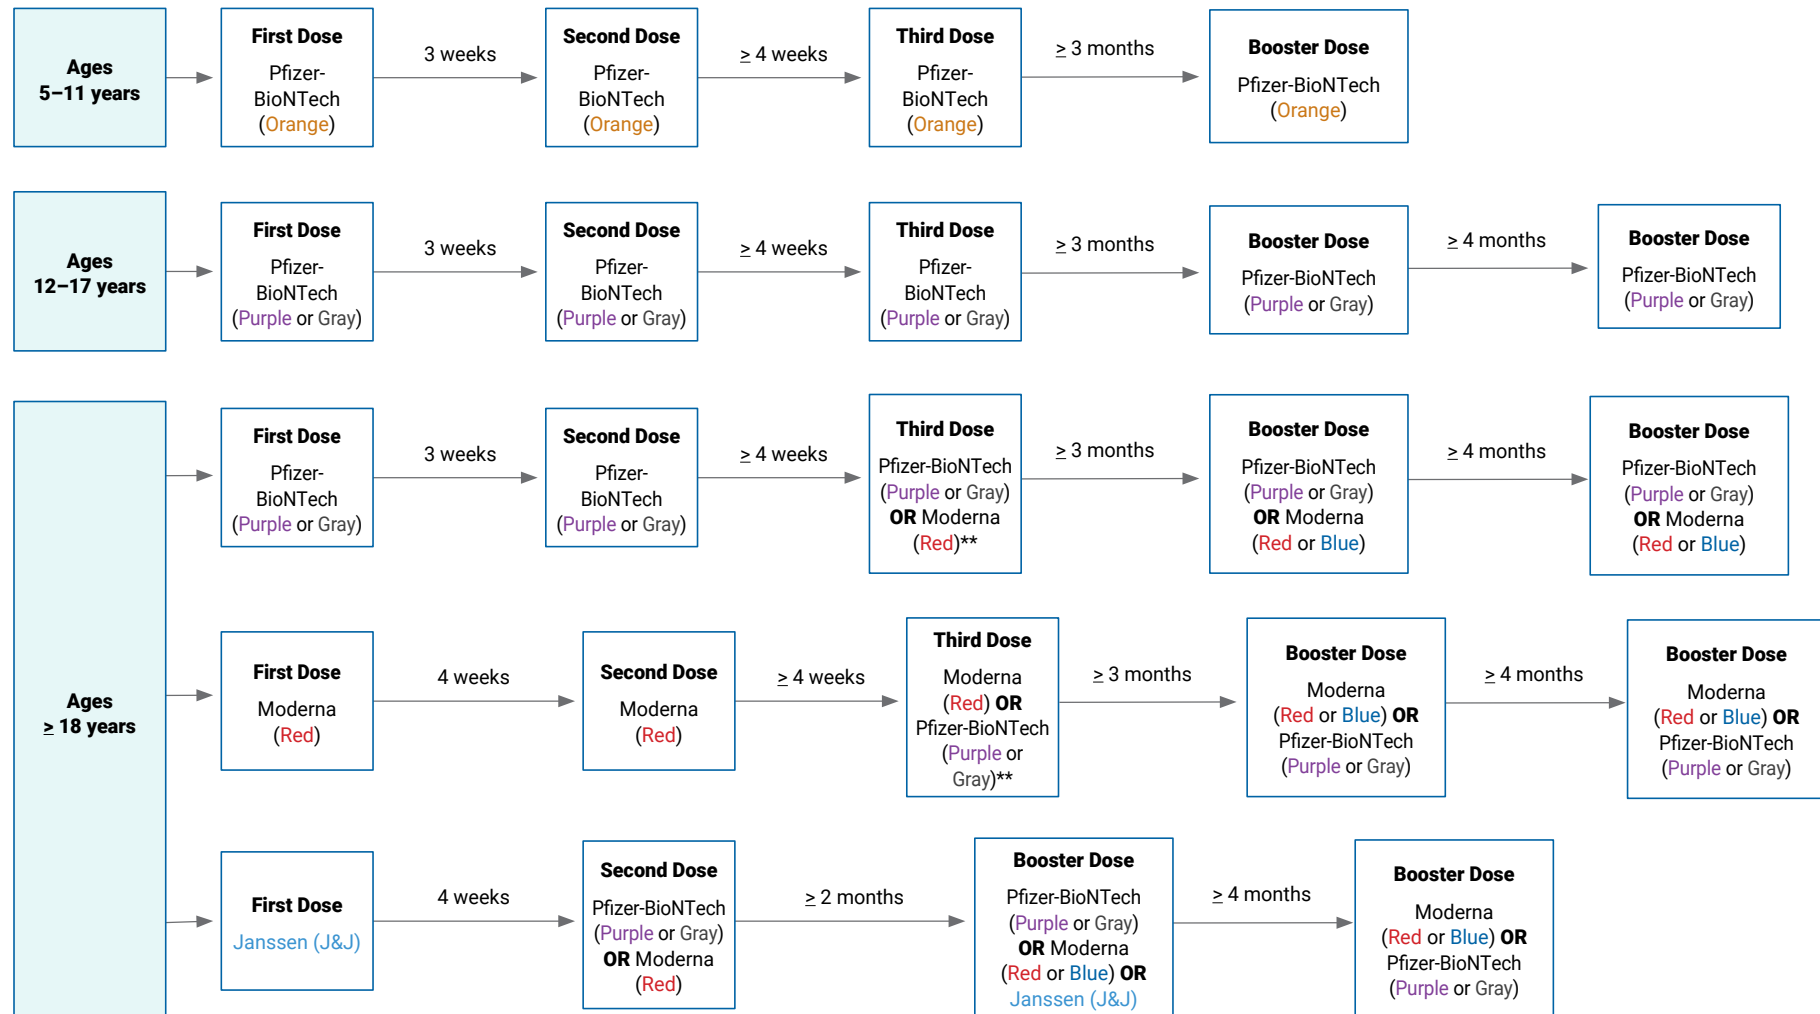 Ages
5–11 years
First Dose
Pfizer-
BioNTech
(Orange)
3 weeks
Second Dose
Pfizer-
BioNTech
(Orange)
≥ 4 weeks
Third Dose
Pfizer-
BioNTech
(Orange)
≥ 3 months
Booster Dose
Pfizer-BioNTech
(Orange)
Ages
12–17 years
First Dose
Pfizer-
BioNTech
(Purple or Gray)
3 weeks
Second Dose
Pfizer-
BioNTech
(Purple or Gray)
≥ 4 weeks
Third Dose
Pfizer-
BioNTech
(Purple or Gray)
≥ 3 months
Booster Dose
Pfizer-BioNTech
(Purple or Gray)
≥ 4 months
Booster Dose
Pfizer-BioNTech
(Purple or Gray)
Ages
≥ 18 years
First Dose
Pfizer-
BioNTech
(Purple or Gray)
3 weeks
Second Dose
Pfizer-
BioNTech
(Purple or Gray)
≥ 4 weeks
Third Dose
Pfizer-BioNTech
(Purple or Gray)
OR Moderna
(Red)**
≥ 3 months
Booster Dose
Pfizer-BioNTech
(Purple or Gray)
OR Moderna
(Red or Blue)
≥ 4 months
Booster Dose
Pfizer-BioNTech
(Purple or Gray)
OR Moderna
(Red or Blue)
First Dose
Moderna
(Red)
4 weeks
Second Dose
Moderna
(Red)
≥ 4 weeks
Third Dose
Moderna
(Red) OR
Pfizer-BioNTech
(Purple or
Gray)**
≥ 3 months
Booster Dose
Moderna
(Red or Blue) OR
Pfizer-BioNTech
(Purple or Gray)
≥ 4 months
Booster Dose
Moderna
(Red or Blue) OR
Pfizer-BioNTech
(Purple or Gray)
First Dose
Janssen (J&J)
4 weeks
Second Dose
Pfizer-BioNTech
(Purple or Gray)
OR Moderna
(Red)
≥ 2 months
Booster Dose
Pfizer-BioNTech
(Purple or Gray)
OR Moderna
(Red or Blue) OR
Janssen (J&J)
≥ 4 months
Booster Dose
Moderna
(Red or Blue) OR
Pfizer-BioNTech
(Purple or Gray)